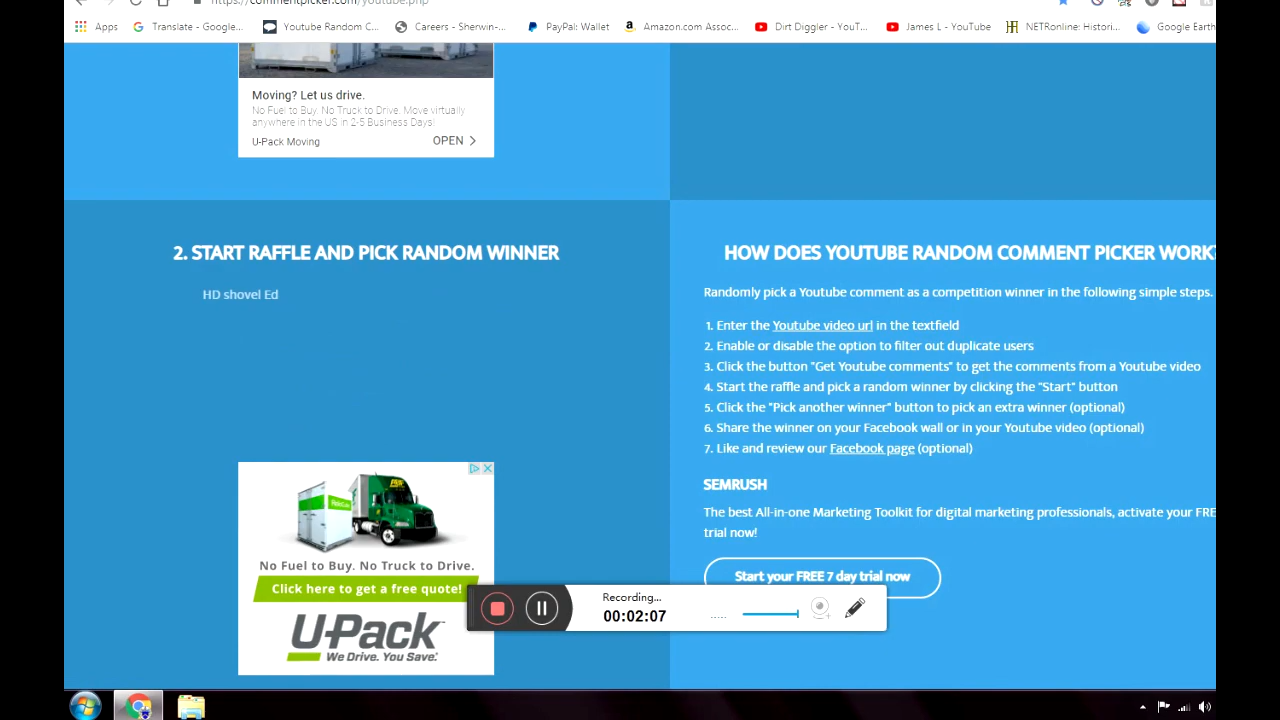 https://commentpicker.com/youtube.php
Apps Translate - Google... Youtube Random C... Careers - Sherwin-... PayPal: Wallet Amazon.com Assoc... Dirt Diggler - YouT... James L - YouTube NETRonline: Histori... Google Earth
Moving? Let us drive.
No Fuel to Buy. No Truck to Drive. Move virtually
anywhere in the US in 2-5 Business Days!
U-Pack Moving OPEN
2. START RAFFLE AND PICK RANDOM WINNER
HD shovel Ed
No Fuel to Buy. No Truck to Drive.
Click here to get a free quote!
U-Pack
We Drive. You Save.
HOW DOES YOUTUBE RANDOM COMMENT PICKER WORK?
Randomly pick a Youtube comment as a competition winner in the following simple steps.
1. Enter the Youtube video url in the textfield
2. Enable or disable the option to filter out duplicate users
3. Click the button "Get Youtube comments" to get the comments from a Youtube video
4. Start the raffle and pick a random winner by clicking the "Start" button
5. Click the "Pick another winner" button to pick an extra winner (optional)
6. Share the winner on your Facebook wall or in your Youtube video (optional)
7. Like and review our Facebook page (optional)
SEMRUSH
The best All-in-one Marketing Toolkit for digital marketing professionals, activate your FRE
trial now!
Start your FREE 7 day trial now
Recording...
00:02:07